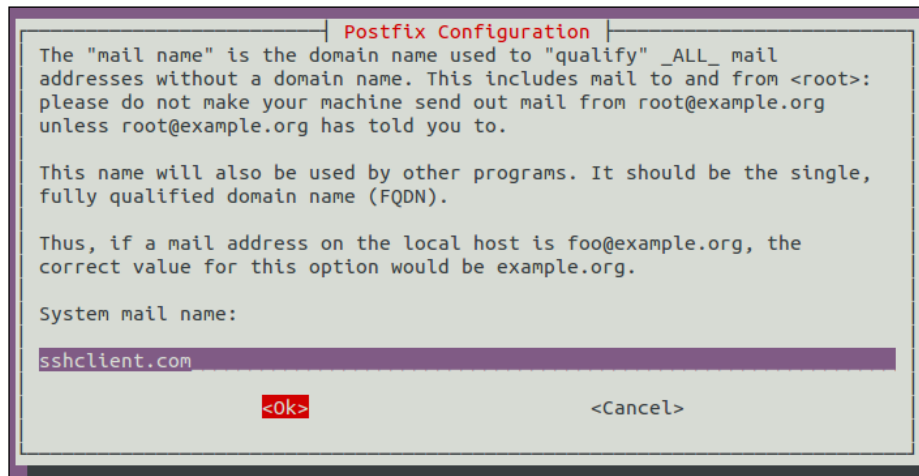 Postfix Configuration
The "mail name" is the domain name used to "qualify" _ALL_ mail
addresses without a domain name. This includes mail to and from <root>:
please do not make your machine send out mail from root@example.org
unless root@example.org has told you to.
This name will also be used by other programs. It should be the single,
fully qualified domain name (FQDN).
Thus, if a mail address on the local host is foo@example.org, the
correct value for this option would be example.org.
System mail name:
sshclient.com
<Ok> <Cancel>